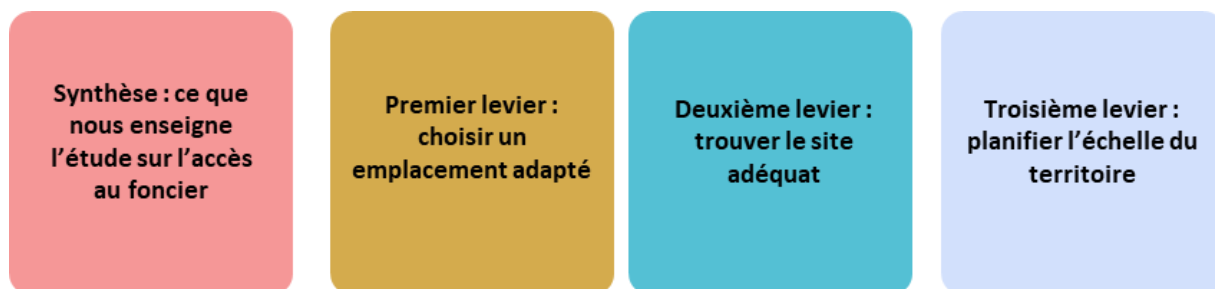 Synthèse : ce que
nous enseigne
l’étude sur l’accès
au foncier
Premier levier :
choisir un
emplacement adapté
Deuxième levier :
trouver le site
adéquat
Troisième levier :
planifier l’échelle du
territoire